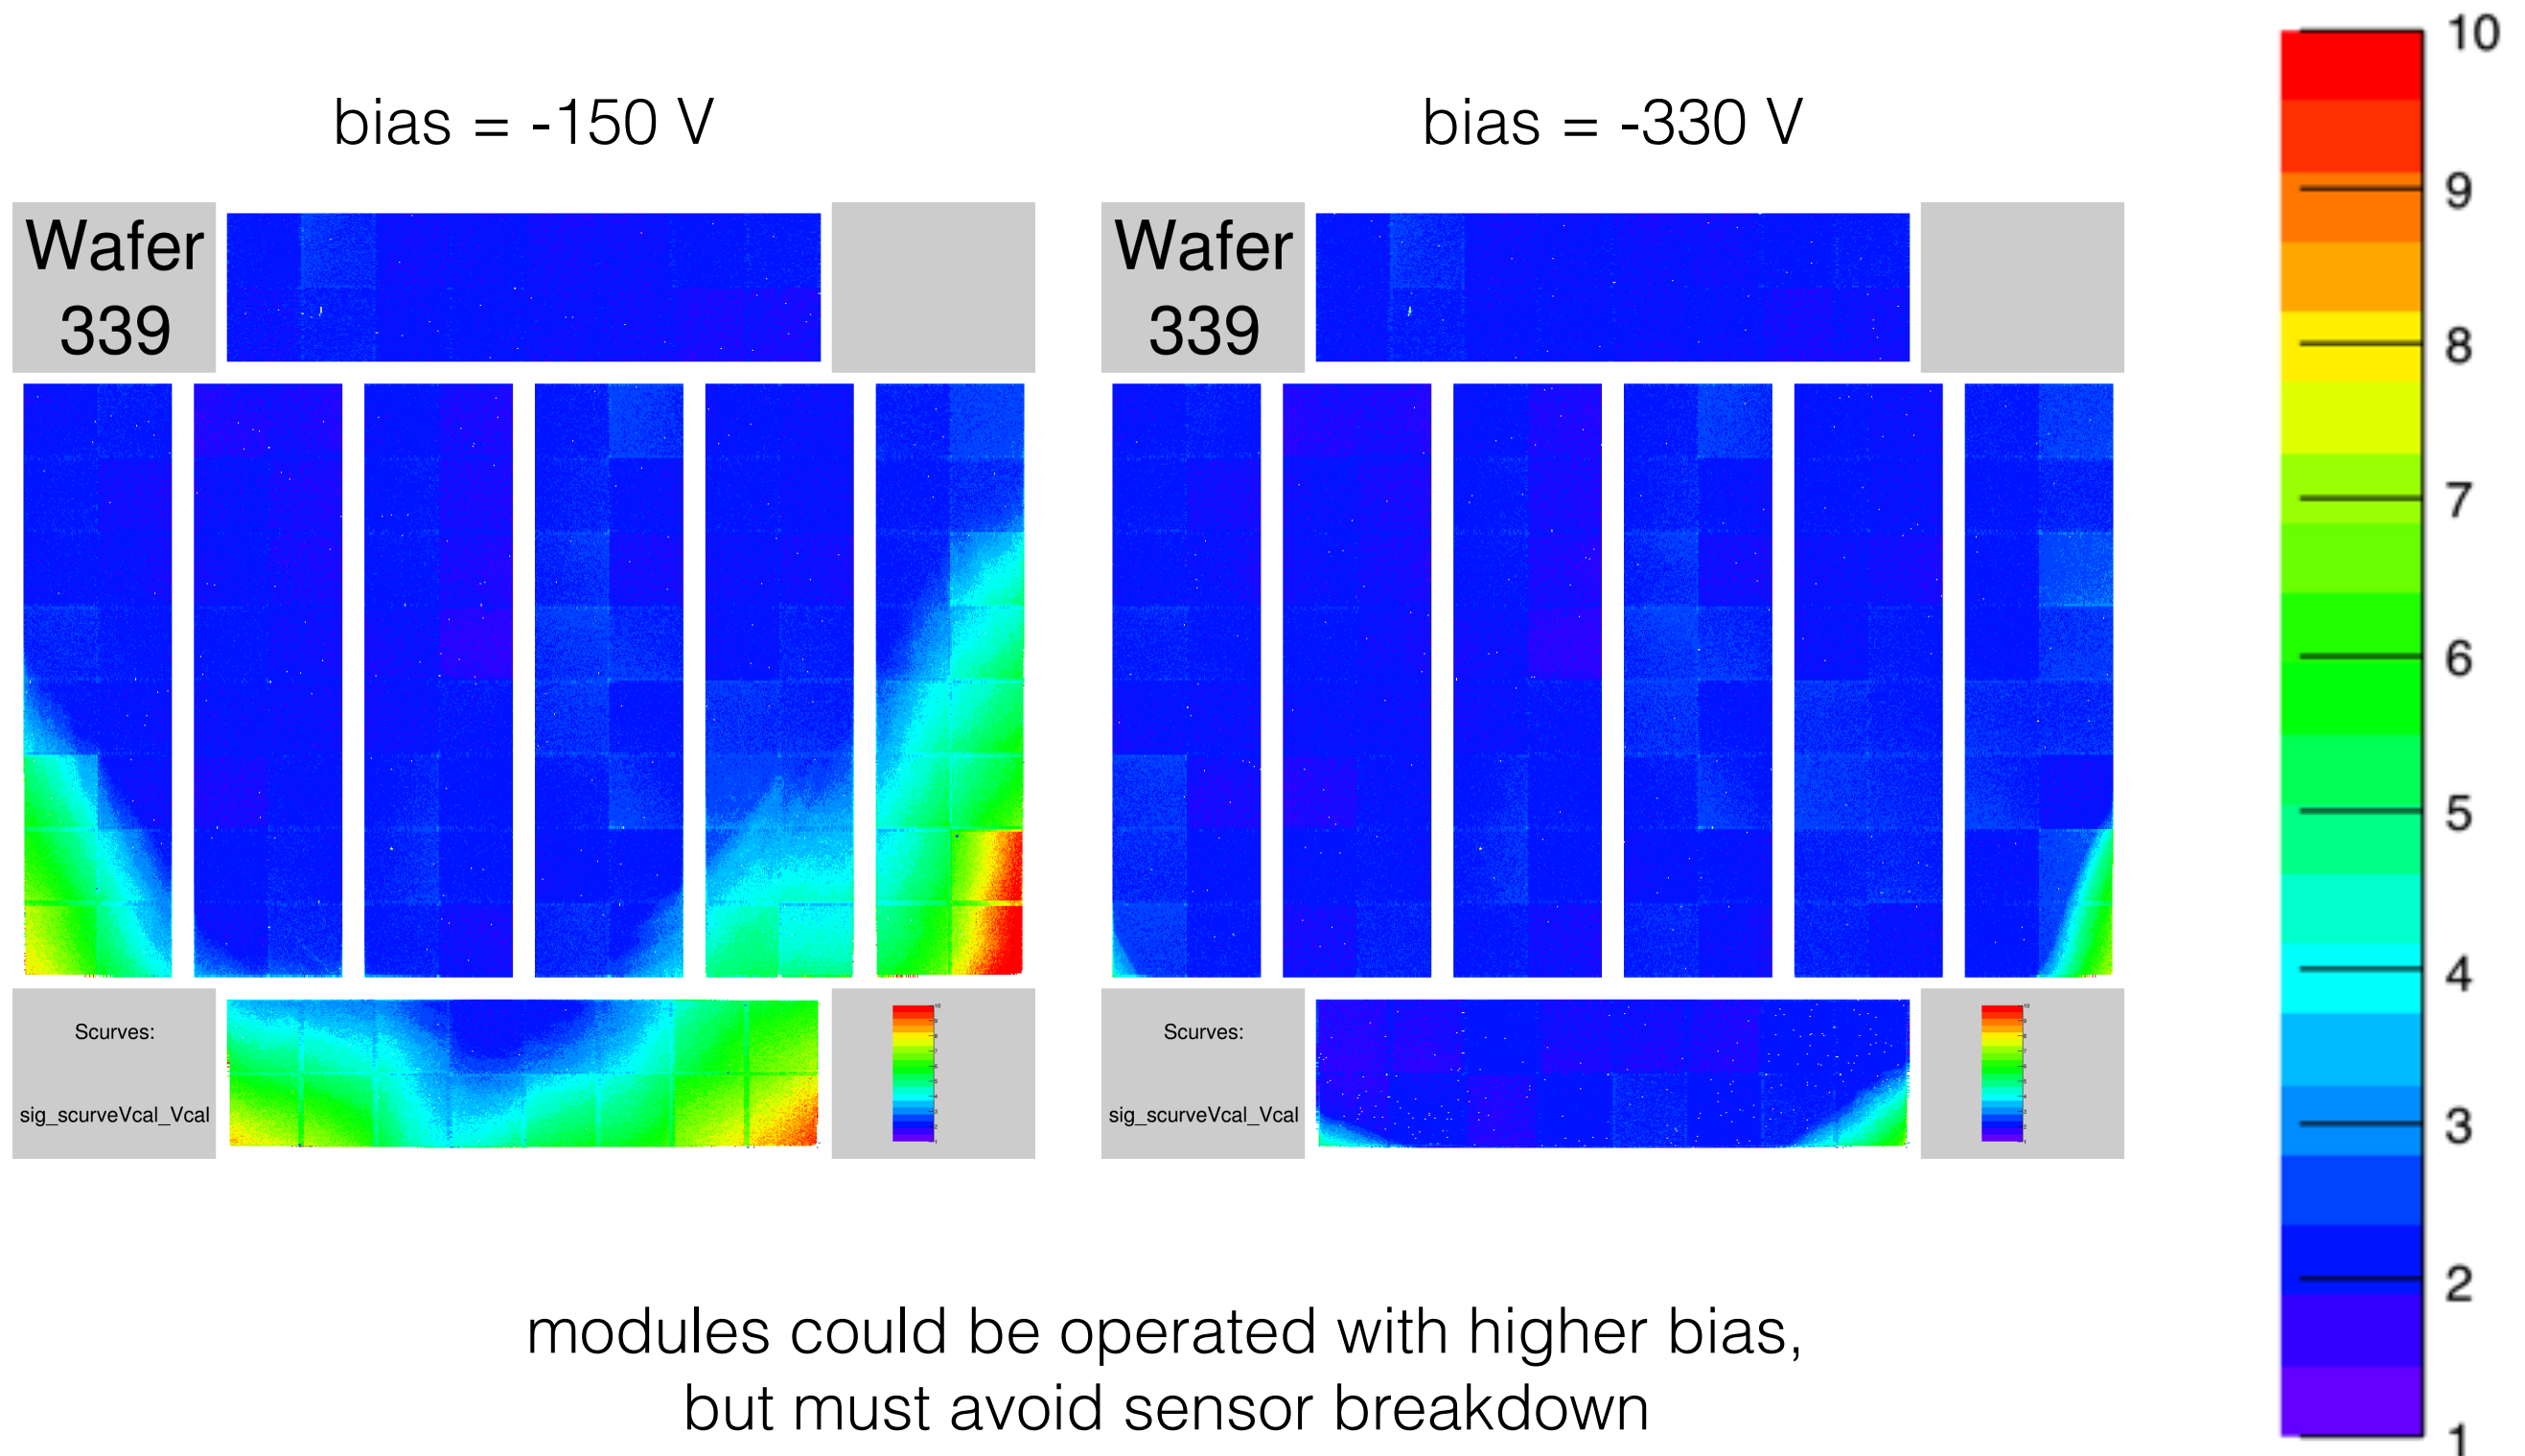 bias = -150 V
bias = -330 V
Wafer
339
Wafer
339
Scurves:
sig_scurveVcal_Vcal
Scurves:
sig_scurveVcal_Vcal
10
9
8
7
6
5
4
3
2
1
modules could be operated with higher bias,
but must avoid sensor breakdown